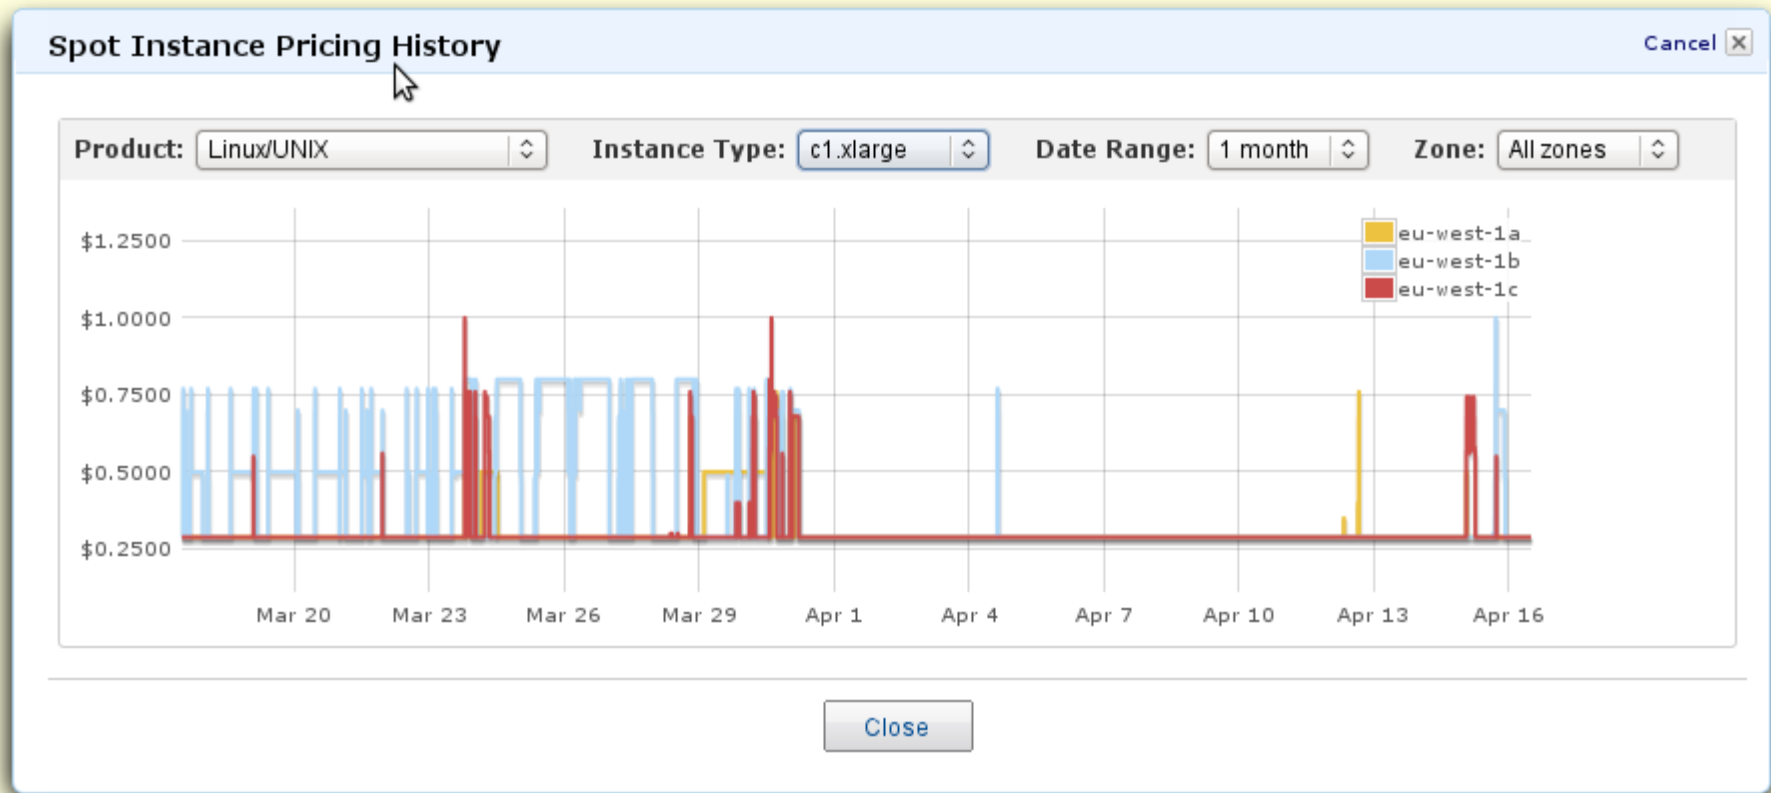 Spot Instance Pricing History
Cancel
Product: Linux/UNIX Instance Type: c1.xlarge Date Range: 1 month Zone: All zones
$1.2500
$1.0000
$0.7500
$0.5000
$0.2500
eu-west-1a
eu-west-1b
eu-west-1c
Mar 20 Mar 23 Mar 26 Mar 29 Apr 1 Apr 4 Apr 7 Apr 10 Apr 13 Apr 16
Close